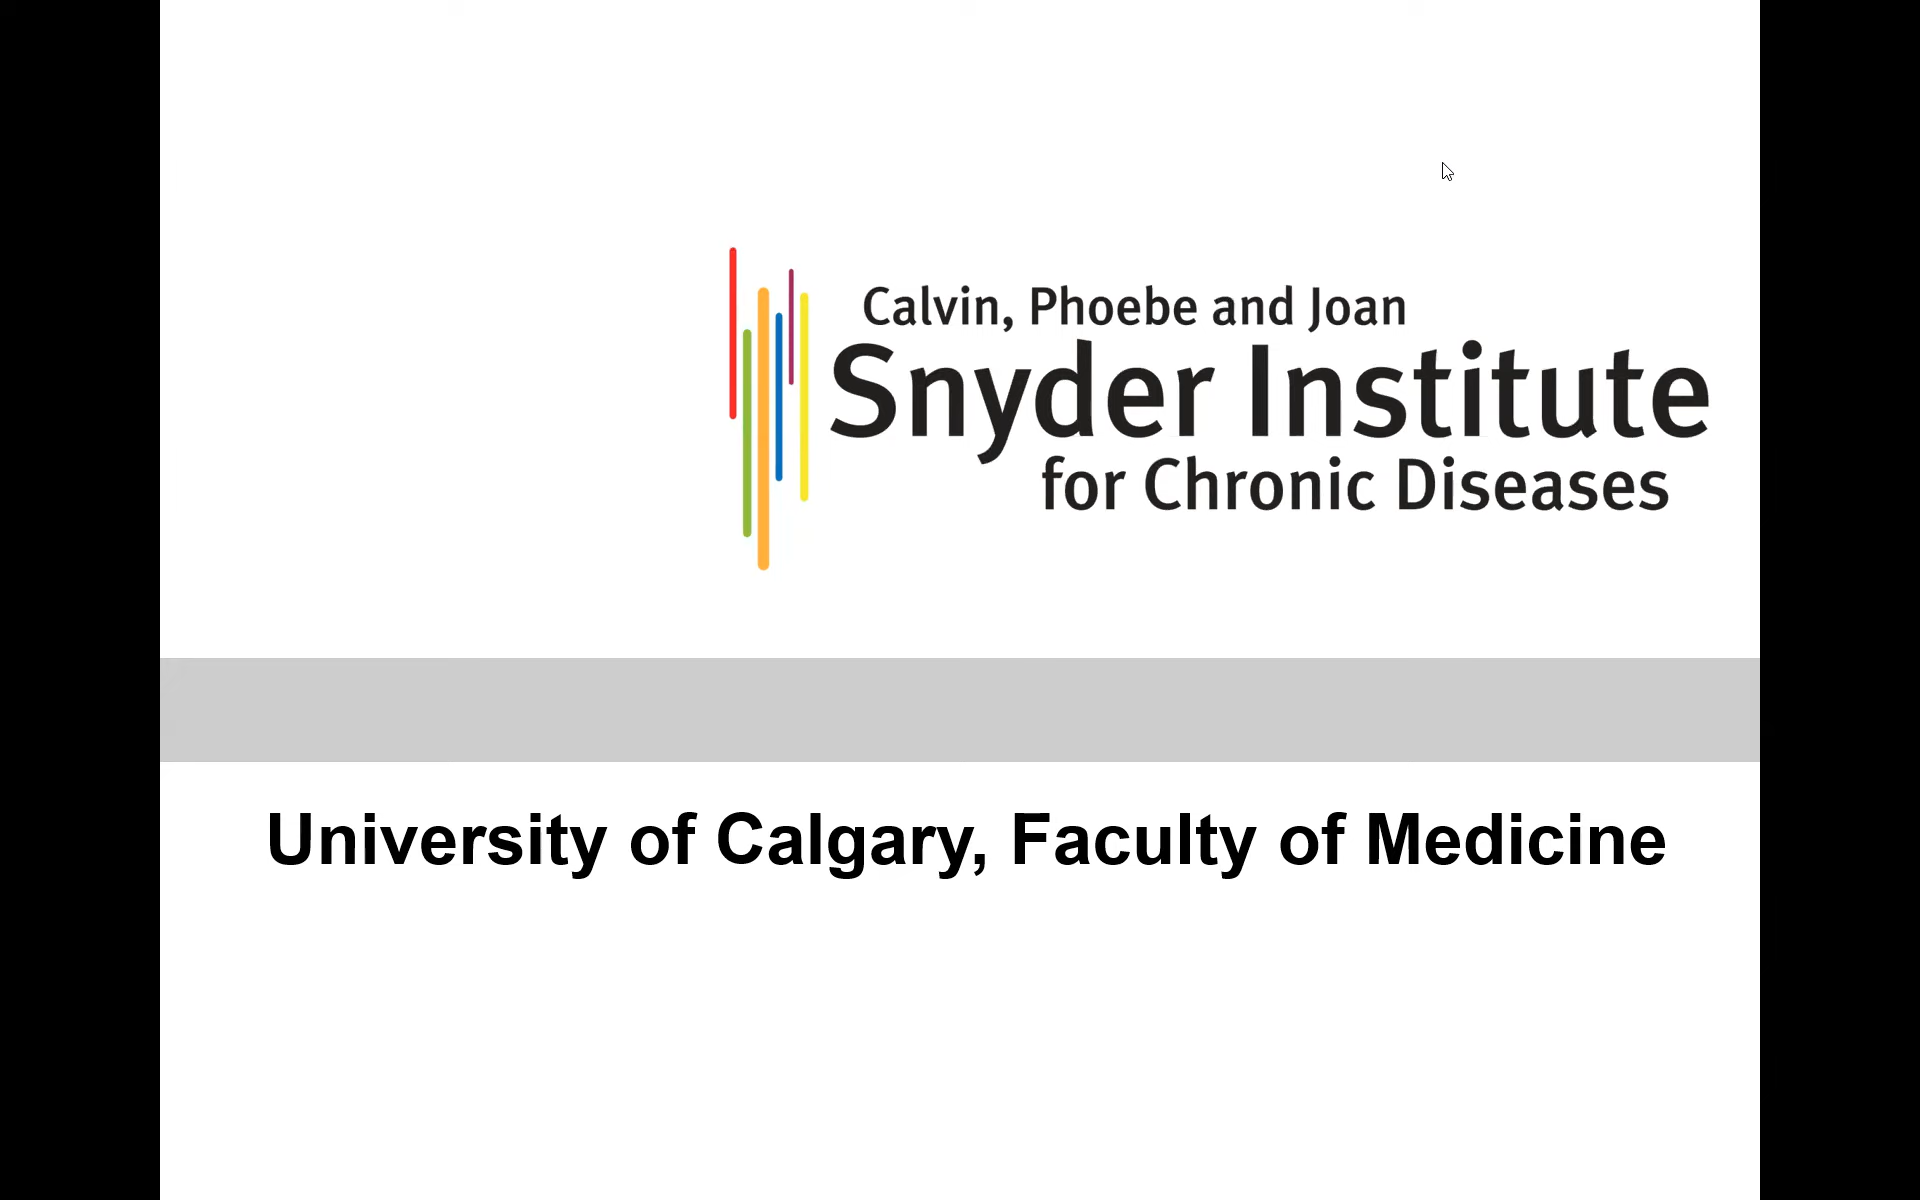 Calvin, Phoebe and Joan
Snyder Institute
for Chronic Diseases
University of Calgary, Faculty of Medicine